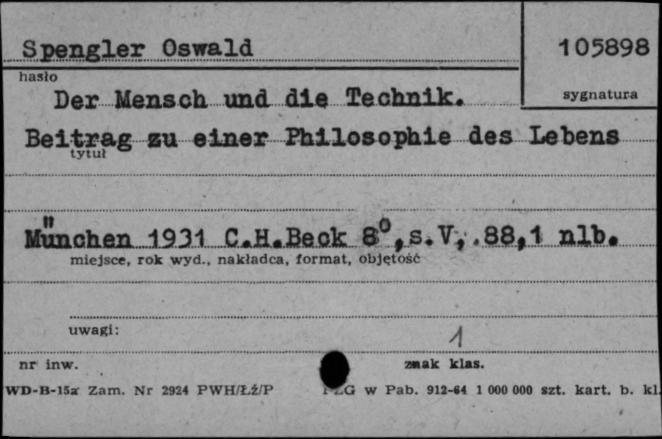 Spengler Oswald
105898
hasło
sygnatura
Der Mensch und die Technik.
Beitrag zu einer Philosophie des Lebens
tytuł
München 1931 C.H.Beck 8⁰, s.V, .88,1 nlb.
miejsce, rok wyd., nakładca, format, objętość
uwagi:
1
nr inw.
znak klas.
WD-B-15a Zam. Nr 2924 PWH/Łź/P
PZG w Pab. 912-64 1 000 000 szt. kart. b. kl.